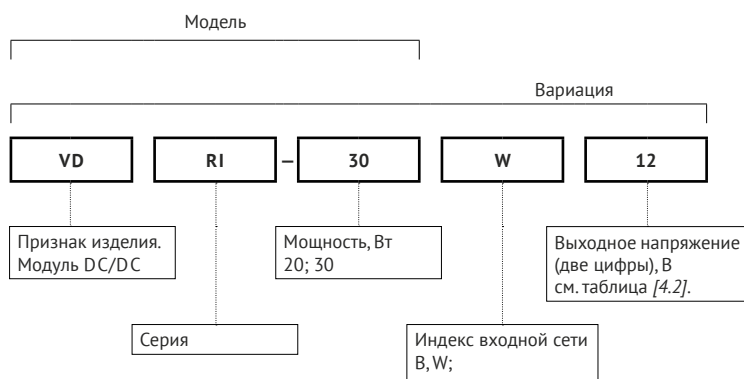 Модель
Вариация
VD RI – 30 W 12
Признак изделия.
Модуль DC/DC
Мощность, Вт
20; 30
Выходное напряжение
(две цифры), В
см. таблица [4.2].
Серия
Индекс входной сети
B, W;